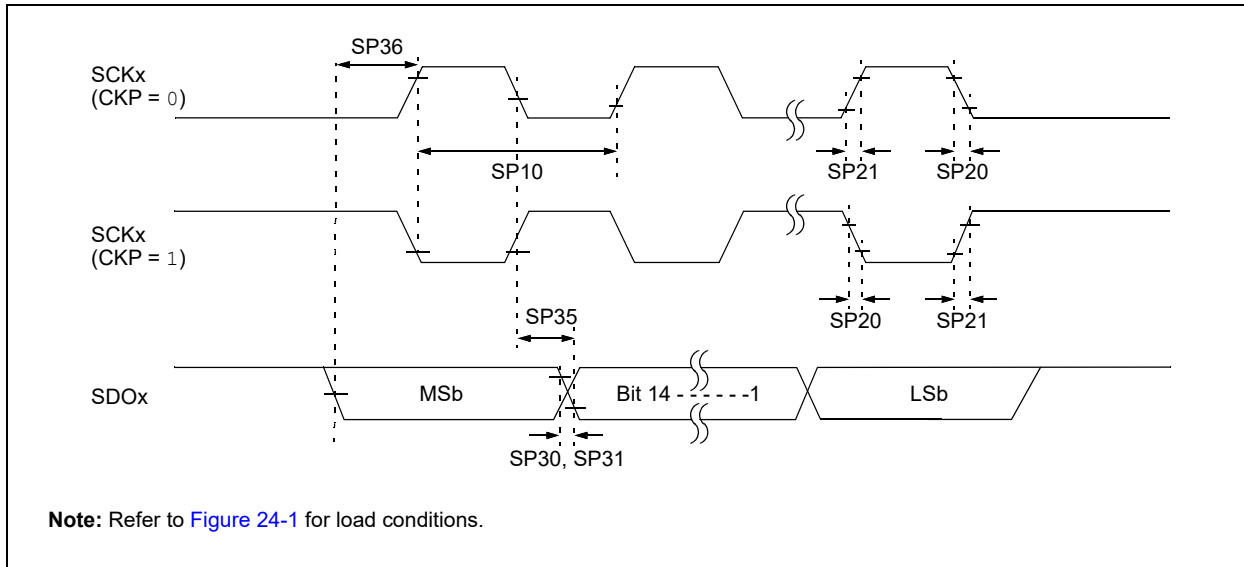 SP36
SCKx
(CKP = 0)
SP10
SP21
SP20
SCKx
(CKP = 1)
SP35
SP20
SP21
SDOx
MSb
Bit 14 - - - - - -1
LSb
SP30, SP31
Note: Refer to Figure 24-1 for load conditions.